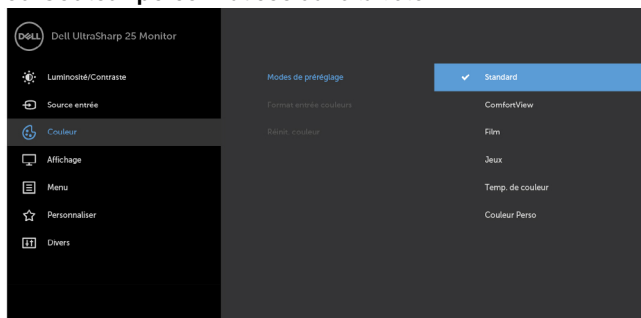 DELL Dell UltraSharp 25 Monitor
Luminosité/Contraste
Modes de préréglage
Standard
Source entrée
Format entrée couleurs
ComfortView
Couleur
Réinit. couleur
Film
Affichage
Jeux
Menu
Temp. de couleur
Personnaliser
Couleur Perso
Divers